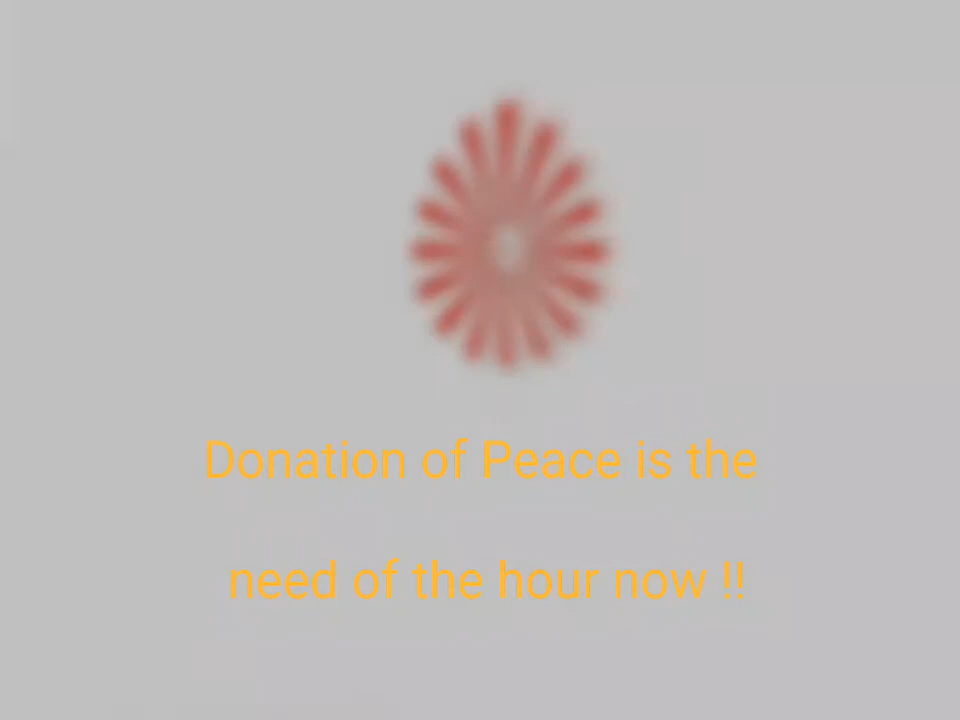 Donation of Peace is the
need of the hour now !!